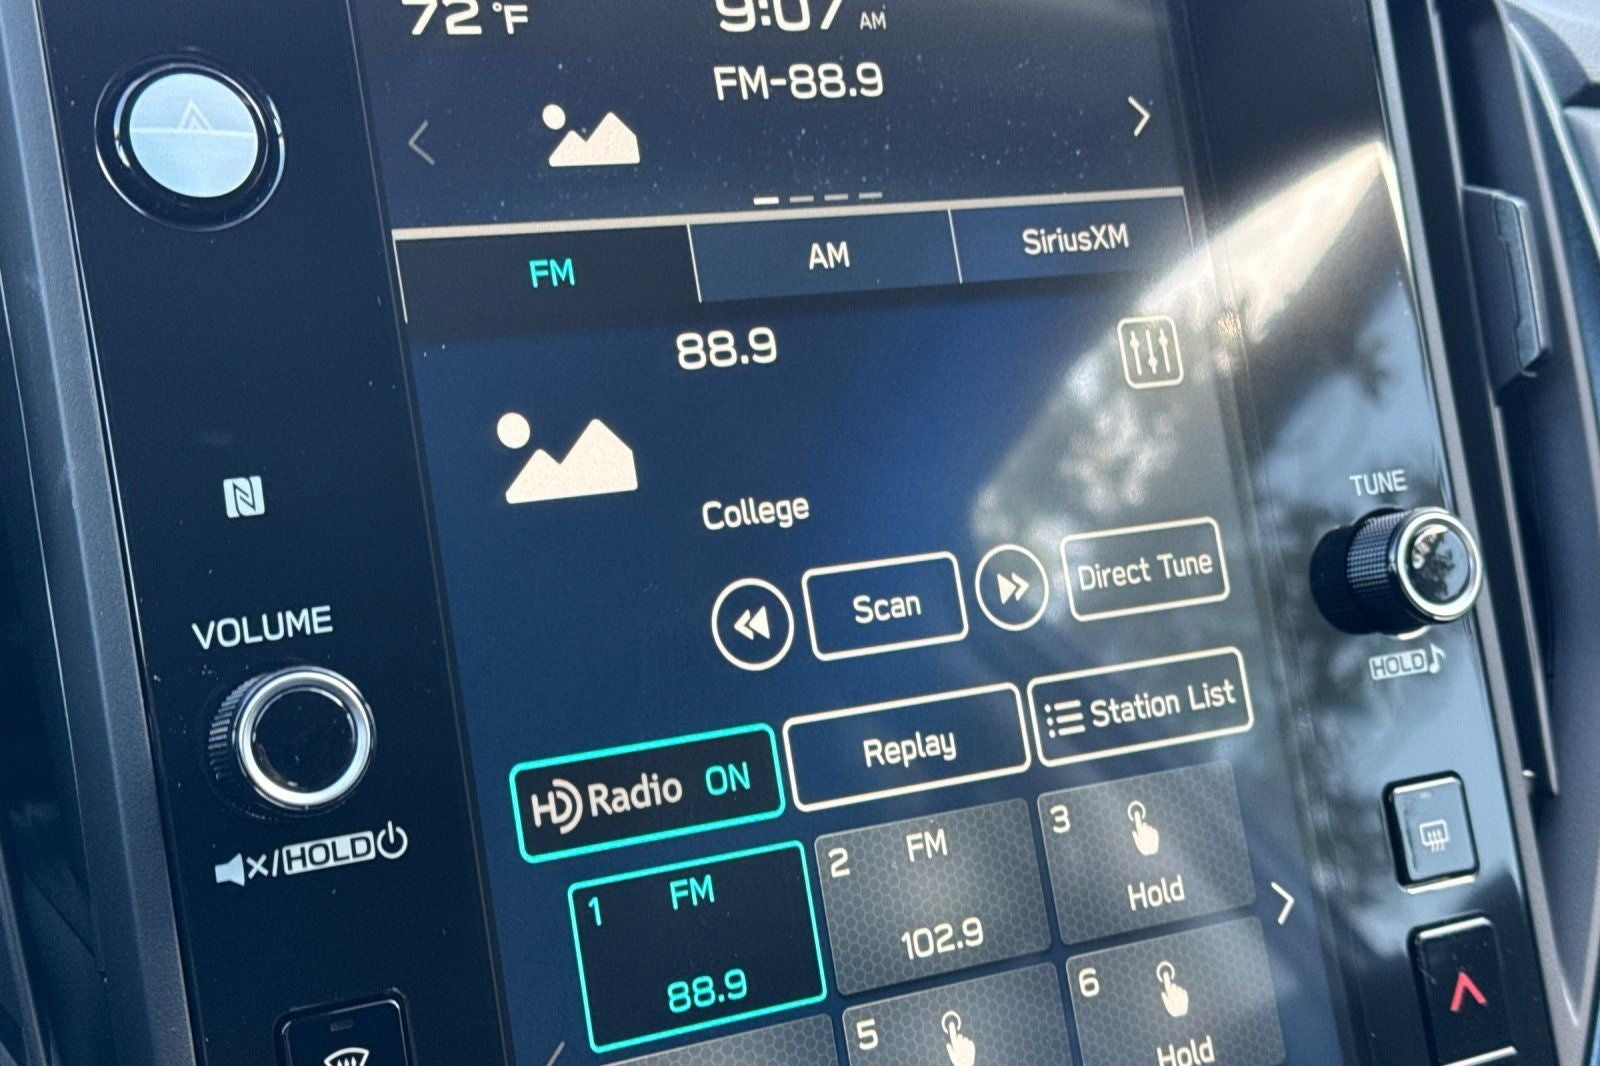 72 °F
9:07 AM
FM-88.9
FM
AM
SiriusXM
88.9
College
TUNE
Scan
Direct Tune
VOLUME
HOLD
HD Radio ON
Replay
Station List
/HOLD
1
FM
88.9
2
FM
102.9
3
Hold
5
6
Hold